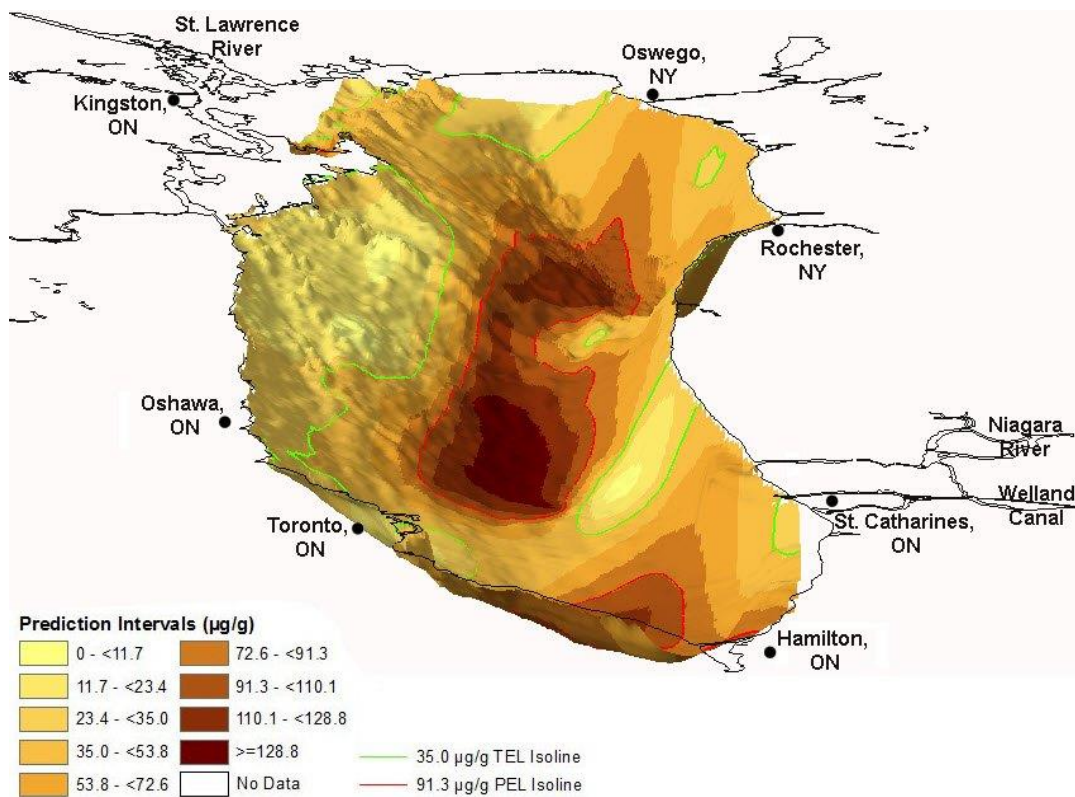 St. Lawrence
River
Oswego,
NY
Kingston,
ON
Rochester,
NY
Oshawa,
ON
Niagara
River
Welland
Canal
Toronto,
ON
St. Catharines,
ON
Hamilton,
ON
Prediction Intervals (µg/g)
0 - <11.7
11.7 - <23.4
23.4 - <35.0
35.0 - <53.8
53.8 - <72.6
72.6 - <91.3
91.3 - <110.1
110.1 - <128.8
>=128.8
No Data
35.0 µg/g TEL Isoline
91.3 µg/g PEL Isoline